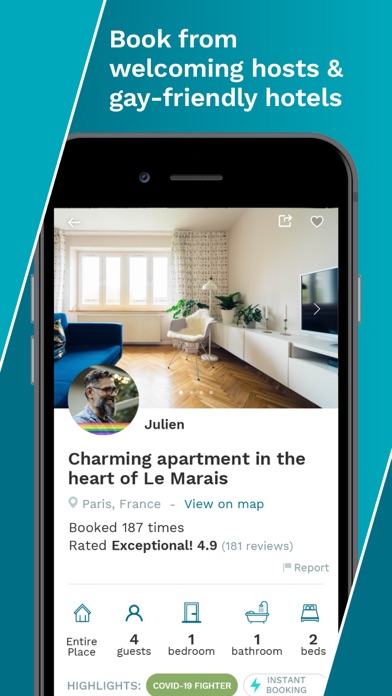 Book from
welcoming hosts &
gay-friendly hotels
Julien
Charming apartment in the
heart of Le Marais
Paris, France - View on map
Booked 187 times
Rated Exceptional! 4.9 (181 reviews)
Report
Entire Place
4 guests
1 bedroom
1 bathroom
2 beds
HIGHLIGHTS: COVID-19 FIGHTER INSTANT BOOKING